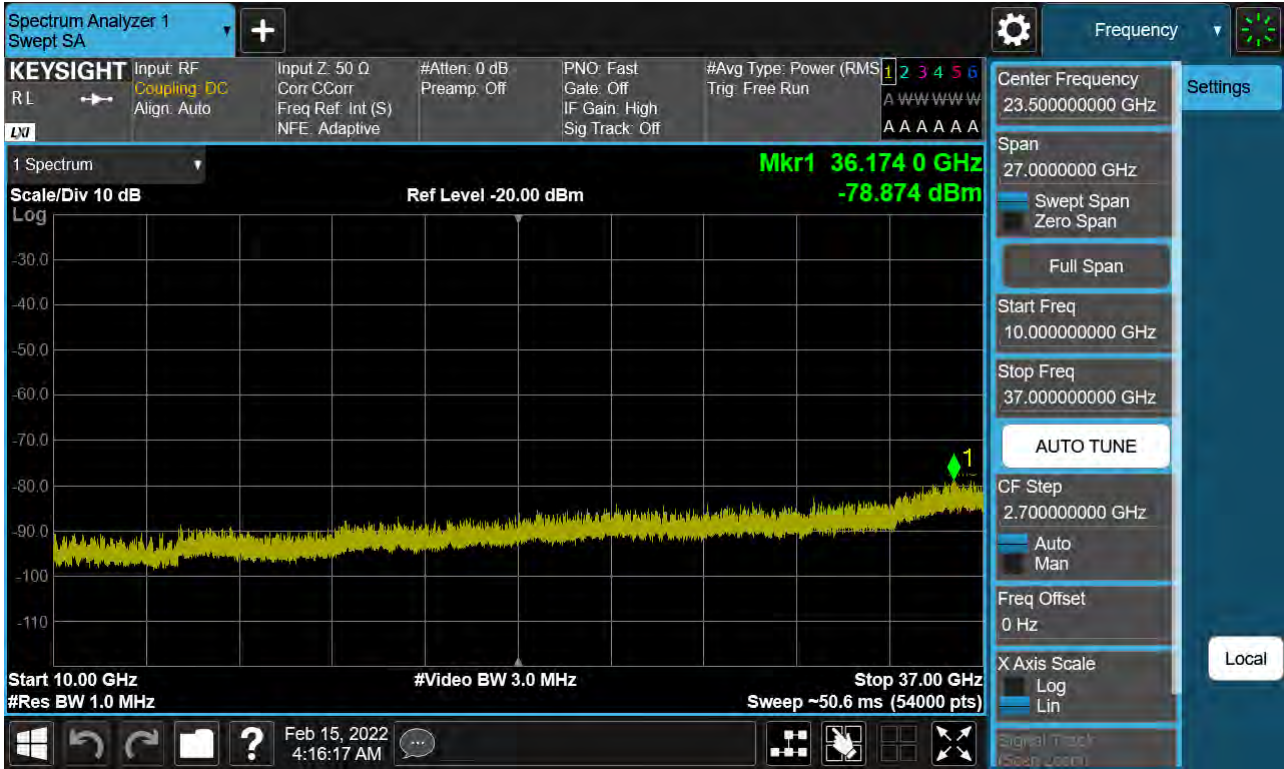 Spectrum Analyzer 1
Swept SA
+
Frequency
KEYSIGHT
R L
LXI
Input: RF
Coupling: DC
Align: Auto
Input Z: 50 Ω
Corr CCorr
Freq Ref: Int (S)
NFE: Adaptive
#Atten: 0 dB
Preamp: Off
PNO: Fast
Gate: Off
IF Gain: High
Sig Track: Off
#Avg Type: Power (RMS
Trig: Free Run
1 2 3 4 5 6
A W W W W W
A A A A A A
1 Spectrum
Scale/Div 10 dB
Log
Ref Level -20.00 dBm
Mkr1 36.174 0 GHz
-78.874 dBm
-30.0
-40.0
-50.0
-60.0
-70.0
-80.0
-90.0
-100
-110
1
Start 10.00 GHz
#Res BW 1.0 MHz
#Video BW 3.0 MHz
Stop 37.00 GHz
Sweep ~50.6 ms (54000 pts)
Center Frequency
23.500000000 GHz
Span
27.0000000 GHz
Swept Span
Zero Span
Full Span
Start Freq
10.000000000 GHz
Stop Freq
37.000000000 GHz
AUTO TUNE
CF Step
2.700000000 GHz
Auto
Man
Freq Offset
0 Hz
X Axis Scale
Log
Lin
Signal Track
(Span Zoom)
Settings
Local
?
Feb 15, 2022
4:16:17 AM